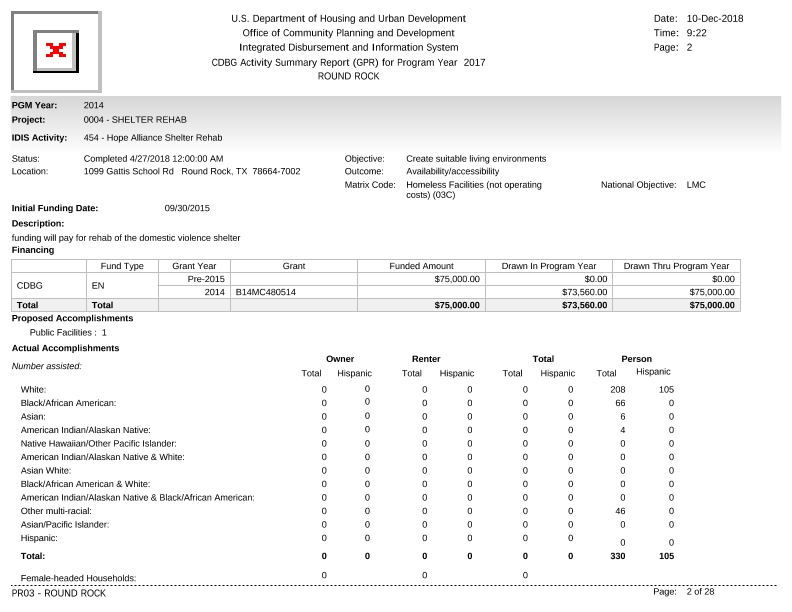 U.S. Department of Housing and Urban Development
Office of Community Planning and Development
Integrated Disbursement and Information System
CDBG Activity Summary Report (GPR) for Program Year 2017
ROUND ROCK
Date: 10-Dec-2018
Time: 9:22
Page: 2
PGM Year: 2014
Project: 0004 - SHELTER REHAB
IDIS Activity: 454 - Hope Alliance Shelter Rehab
Status: Completed 4/27/2018 12:00:00 AM
Location: 1099 Gattis School Rd Round Rock, TX 78664-7002
Objective: Create suitable living environments
Outcome: Availability/accessibility
Matrix Code: Homeless Facilities (not operating costs) (03C) National Objective: LMC
Initial Funding Date: 09/30/2015
Description:
funding will pay for rehab of the domestic violence shelter
Financing
Fund Type Grant Year Grant Funded Amount Drawn In Program Year Drawn Thru Program Year
CDBG EN Pre-2015 $75,000.00 $0.00 $0.00
2014 B14MC480514 $73,560.00 $75,000.00
Total Total $75,000.00 $73,560.00 $75,000.00
Proposed Accomplishments
Public Facilities : 1
Actual Accomplishments
Number assisted:
Owner Renter Total Person
Total Hispanic Total Hispanic Total Hispanic Total Hispanic
White: 0 0 0 0 0 0 208 105
Black/African American: 0 0 0 0 0 0 66 0
Asian: 0 0 0 0 0 0 6 0
American Indian/Alaskan Native: 0 0 0 0 0 0 4 0
Native Hawaiian/Other Pacific Islander: 0 0 0 0 0 0 0 0
American Indian/Alaskan Native & White: 0 0 0 0 0 0 0 0
Asian White: 0 0 0 0 0 0 0 0
Black/African American & White: 0 0 0 0 0 0 0 0
American Indian/Alaskan Native & Black/African American: 0 0 0 0 0 0 0 0
Other multi-racial: 0 0 0 0 0 0 46 0
Asian/Pacific Islander: 0 0 0 0 0 0 0 0
Hispanic: 0 0 0 0 0 0 0 0
Total: 0 0 0 0 0 0 330 105
Female-headed Households: 0 0 0
PR03 - ROUND ROCK Page: 2 of 28